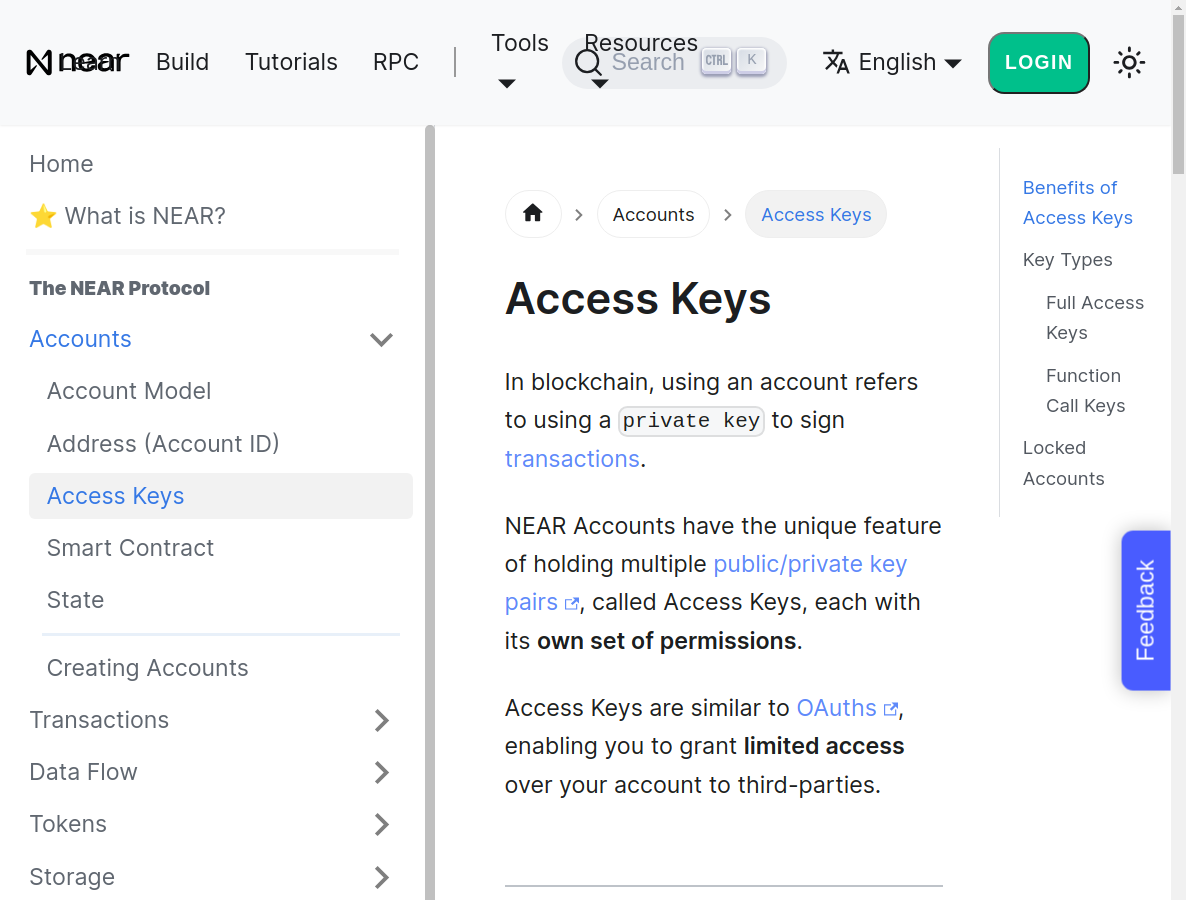 near
Learn
Build
Tutorials
RPC
Tools
Resources
Search
CTRL
K
English
LOGIN
Home
⭐ What is NEAR?
The NEAR Protocol
Accounts
Account Model
Address (Account ID)
Access Keys
Smart Contract
State
Creating Accounts
Transactions
Data Flow
Tokens
Storage
Accounts
Access Keys
Access Keys
In blockchain, using an account refers
to using a private key to sign
transactions.
NEAR Accounts have the unique feature
of holding multiple public/private key
pairs, called Access Keys, each with
its own set of permissions.
Access Keys are similar to OAuths,
enabling you to grant limited access
over your account to third-parties.
Benefits of
Access Keys
Key Types
Full Access
Keys
Function
Call Keys
Locked
Accounts
Feedback